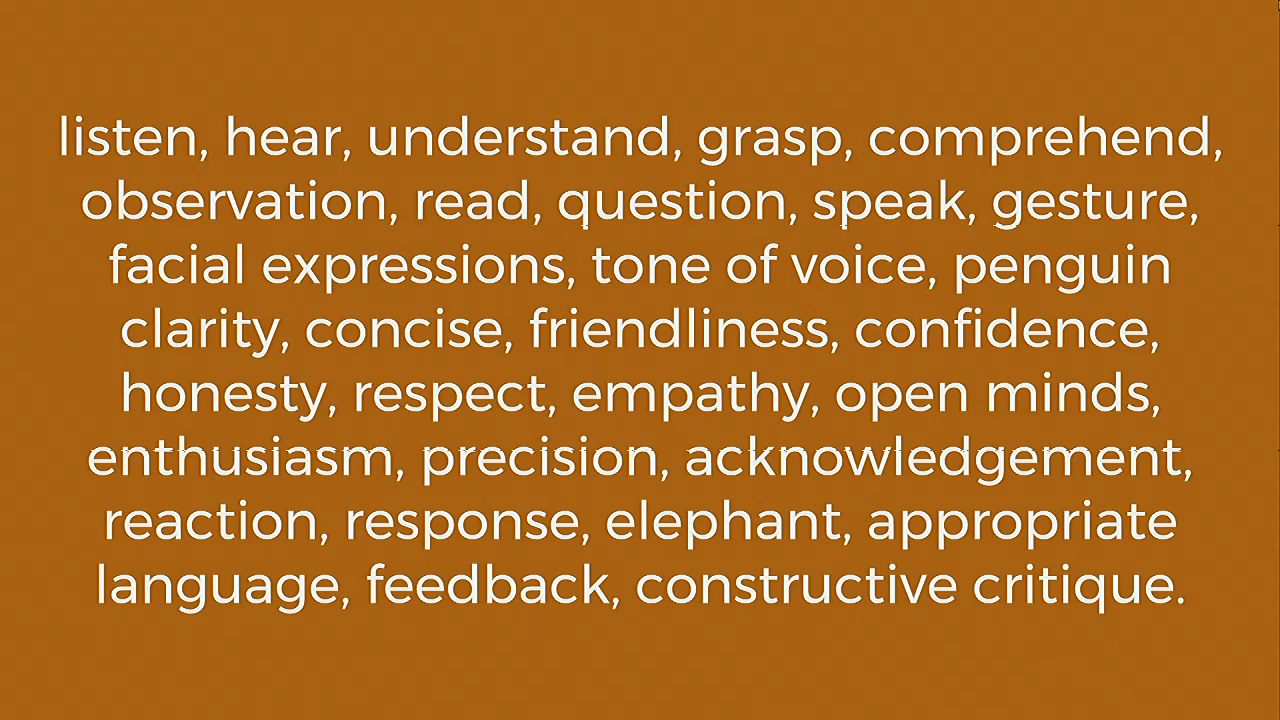 listen, hear, understand, grasp, comprehend,
observation, read, question, speak, gesture,
facial expressions, tone of voice, penguin
clarity, concise, friendliness, confidence,
honesty, respect, empathy, open minds,
enthusiasm, precision, acknowledgement,
reaction, response, elephant, appropriate
language, feedback, constructive critique.